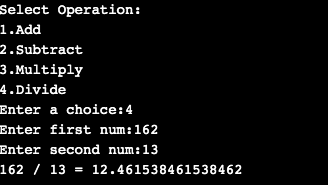 Select Operation:
1.Add
2.Subtract
3.Multiply
4.Divide
Enter a choice:4
Enter first num:162
Enter second num:13
162 / 13 = 12.461538461538462